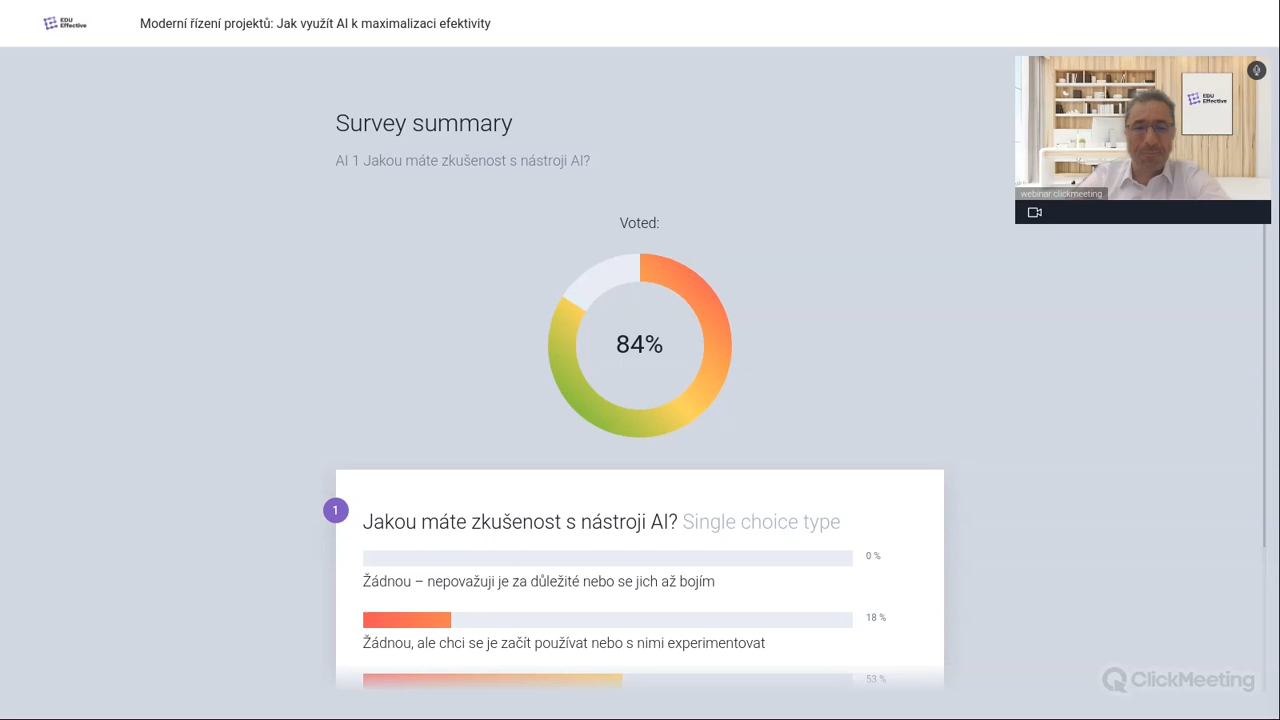 EDU
Effective
Moderní řízení projektů: Jak využít AI k maximalizaci efektivity
EDU
Effective
webinar.clickmeeting
Survey summary
AI 1 Jakou máte zkušenost s nástroji AI?
Voted:
84%
1
Jakou máte zkušenost s nástroji AI? Single choice type
0 %
Žádnou – nepovažuji je za důležité nebo se jich až bojím
18 %
Žádnou, ale chci se je začít používat nebo s nimi experimentovat
53 %
ClickMeeting